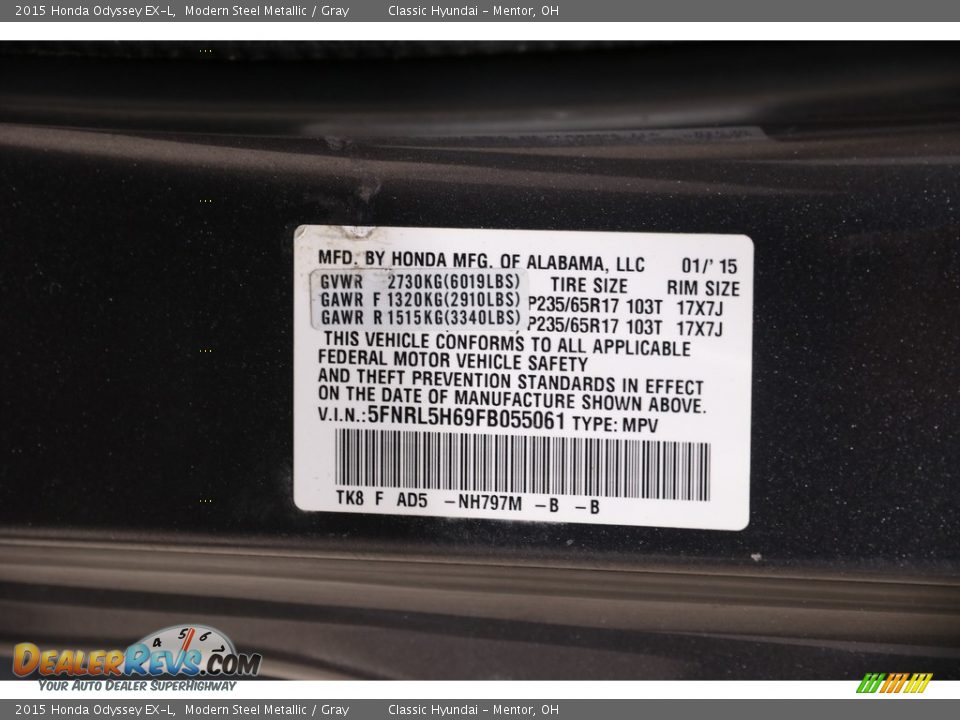 2015 Honda Odyssey EX-L, Modern Steel Metallic / Gray Classic Hyundai - Mentor, OH
MFD. BY HONDA MFG. OF ALABAMA, LLC 01/' 15
GVWR 2730KG(6019LBS) TIRE SIZE RIM SIZE
GAWR F 1320KG(2910LBS) P235/65R17 103T 17X7J
GAWR R 1515KG(3340LBS) P235/65R17 103T 17X7J
THIS VEHICLE CONFORMS TO ALL APPLICABLE
FEDERAL MOTOR VEHICLE SAFETY
AND THEFT PREVENTION STANDARDS IN EFFECT
ON THE DATE OF MANUFACTURE SHOWN ABOVE.
V.I.N.:5FNRL5H69FB055061 TYPE: MPV
TK8 F AD5 -NH797M -B -B
4 5 6
DEALERREVS.COM
YOUR AUTO DEALER SUPERHIGHWAY
2015 Honda Odyssey EX-L, Modern Steel Metallic / Gray Classic Hyundai - Mentor, OH